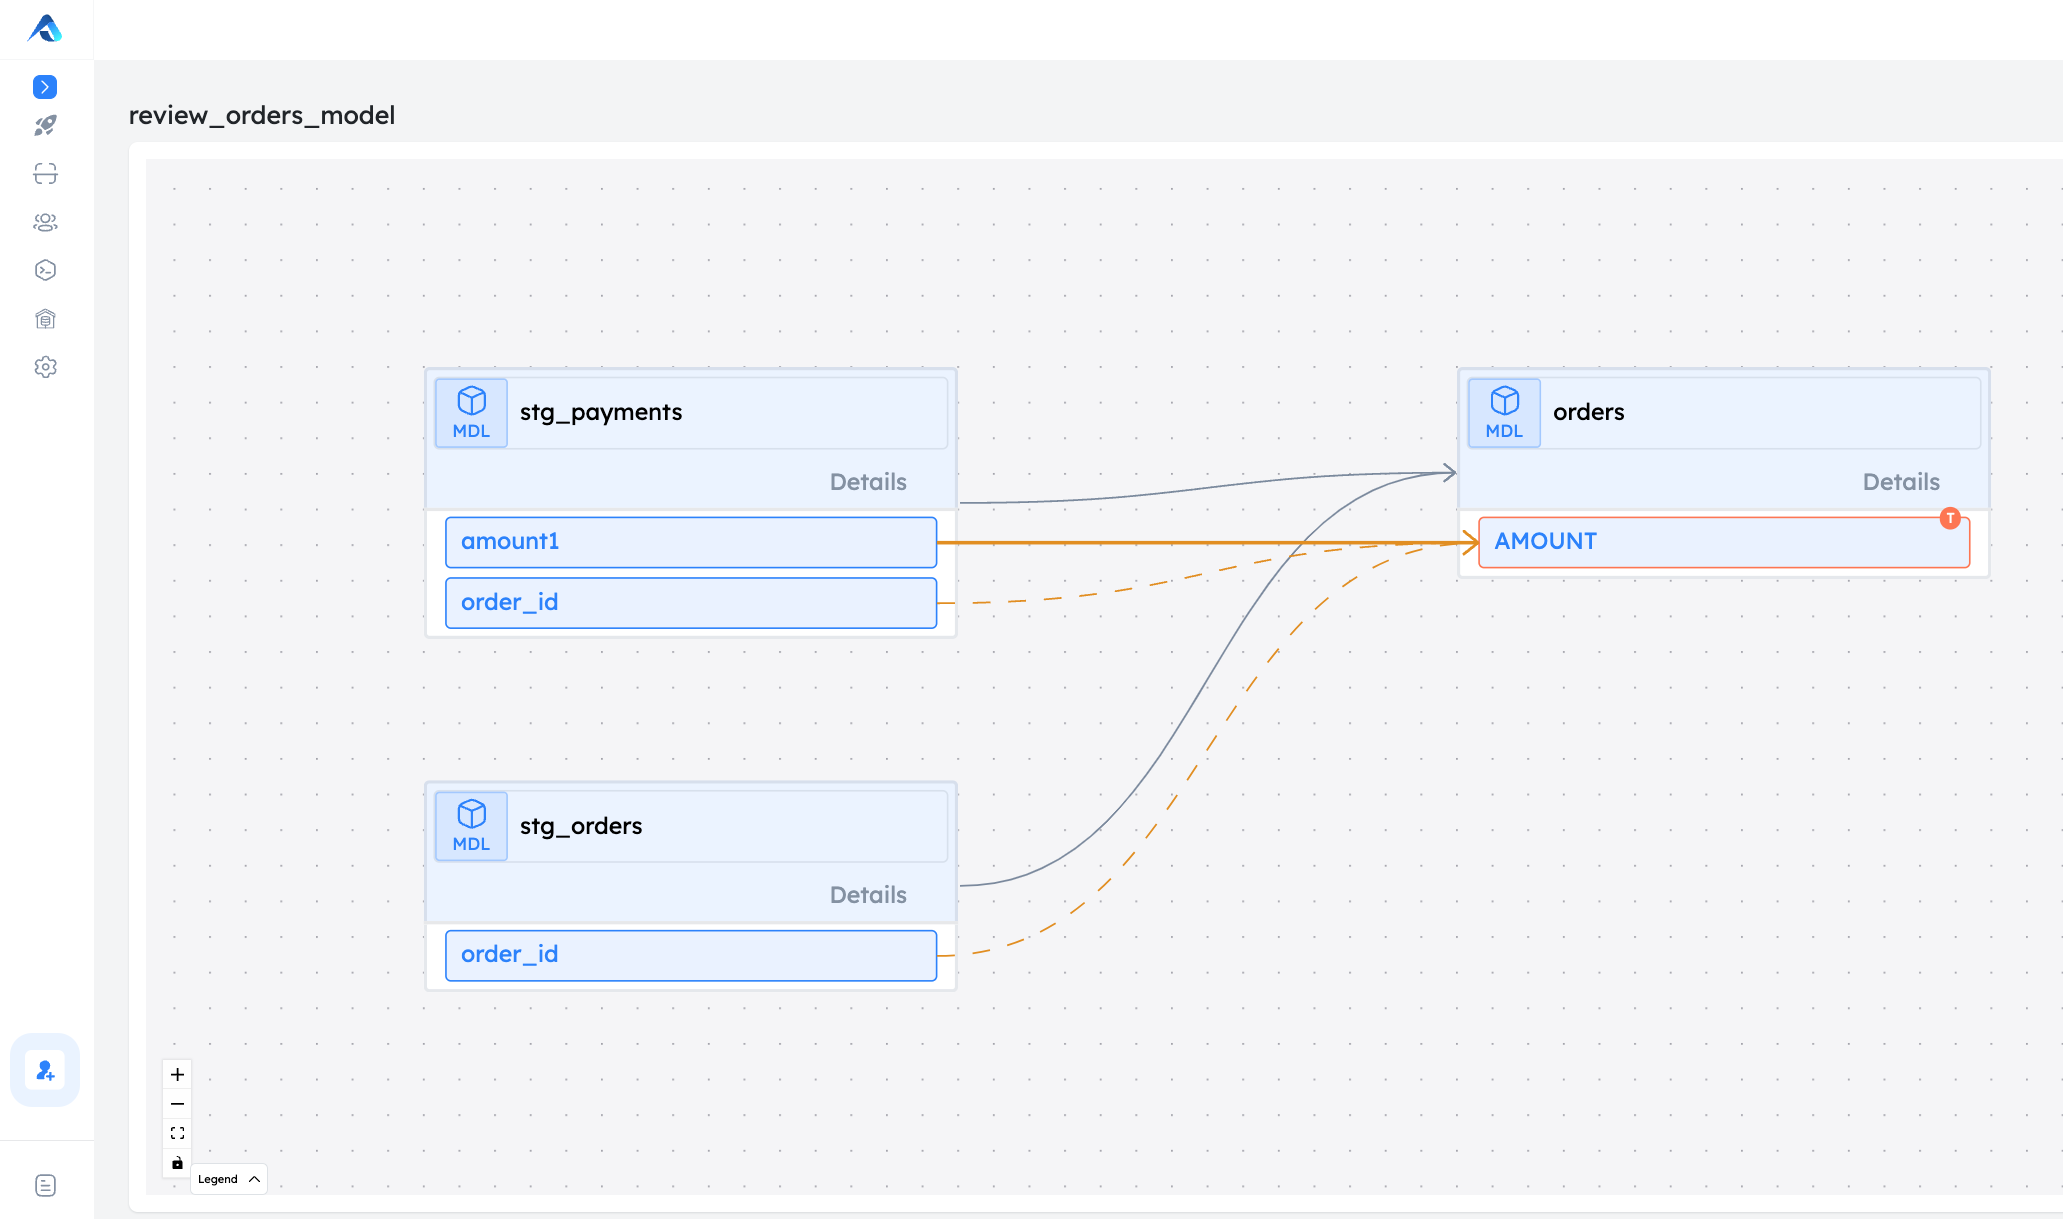 review_orders_model
MDL
stg_payments
Details
amount1
order_id
MDL
orders
Details
T
AMOUNT
MDL
stg_orders
Details
order_id
Legend